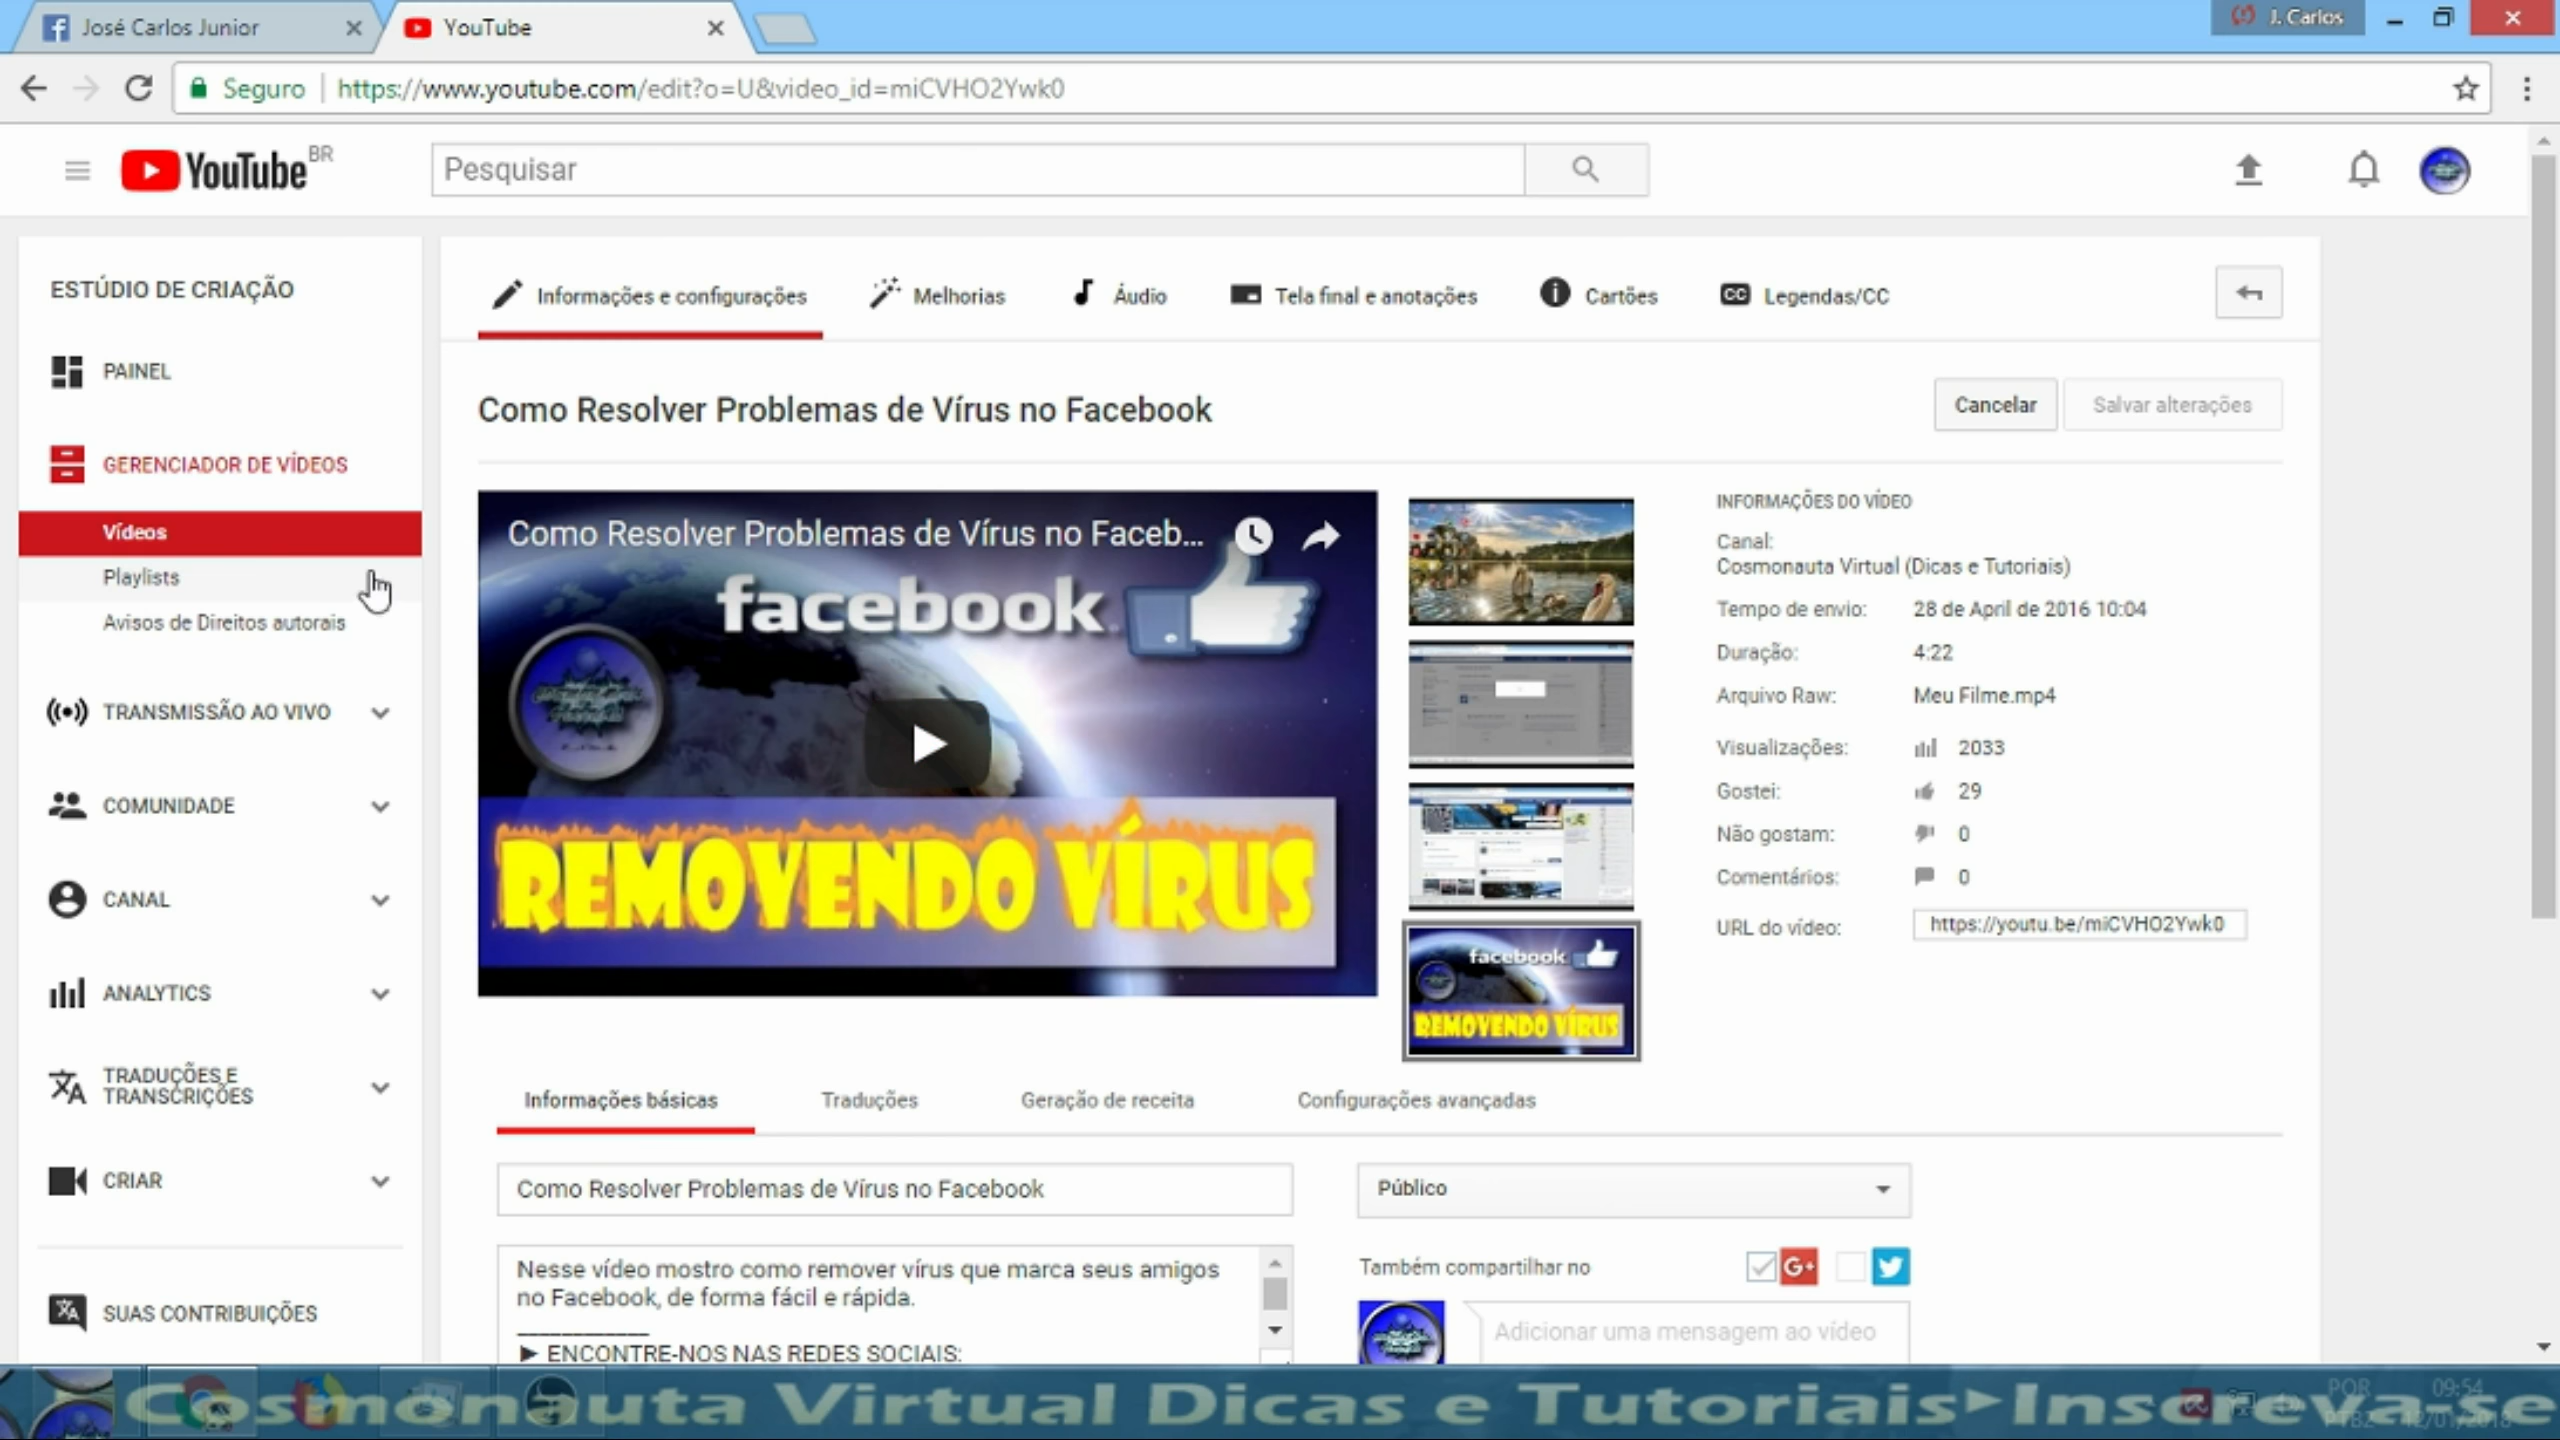 José Carlos Junior
YouTube
J. Carlos
Seguro
https://www.youtube.com/edit?o=U&video_id=miCVHO2Ywk0
YouTube BR
Pesquisar
ESTÚDIO DE CRIAÇÃO
PAINEL
GERENCIADOR DE VÍDEOS
Vídeos
Playlists
Avisos de Direitos autorais
TRANSMISSÃO AO VIVO
COMUNIDADE
CANAL
ANALYTICS
TRADUÇÕES E
TRANSCRIÇÕES
CRIAR
SUAS CONTRIBUIÇÕES
Informações e configurações
Melhorias
Áudio
Tela final e anotações
Cartões
Legendas/CC
Como Resolver Problemas de Vírus no Facebook
Cancelar
Salvar alterações
Como Resolver Problemas de Vírus no Faceb...
facebook
REMOVENDO VÍRUS
facebook
REMOVENDO VÍRUS
INFORMAÇÕES DO VÍDEO
Canal:
Cosmonauta Virtual (Dicas e Tutoriais)
Tempo de envio: 28 de April de 2016 10:04
Duração: 4:22
Arquivo Raw: Meu Filme.mp4
Visualizações: 2033
Gostei: 29
Não gostam: 0
Comentários: 0
URL do vídeo: https://youtu.be/miCVHO2Ywk0
Informações básicas
Traduções
Geração de receita
Configurações avançadas
Como Resolver Problemas de Vírus no Facebook
Público
Nesse vídeo mostro como remover vírus que marca seus amigos
no Facebook, de forma fácil e rápida.
____________
► ENCONTRE-NOS NAS REDES SOCIAIS:
Também compartilhar no
G+
Adicionar uma mensagem ao vídeo
Cosmonauta Virtual Dicas e Tutoriais►Inscreva-se
POR
09:54
PTB2
12/01/2018